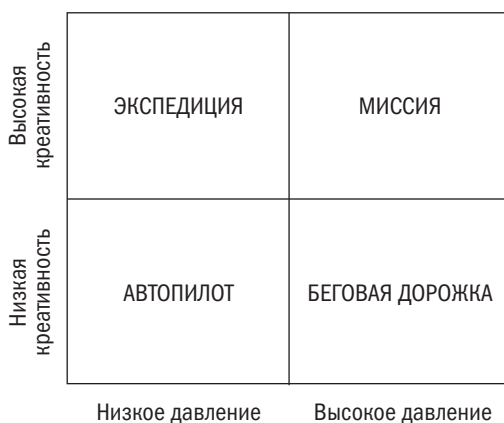 Высокая
креативность
ЭКСПЕДИЦИЯ
МИССИЯ
Низкая
креативность
АВТОПИЛОТ
БЕГОВАЯ ДОРОЖКА
Низкое давление
Высокое давление